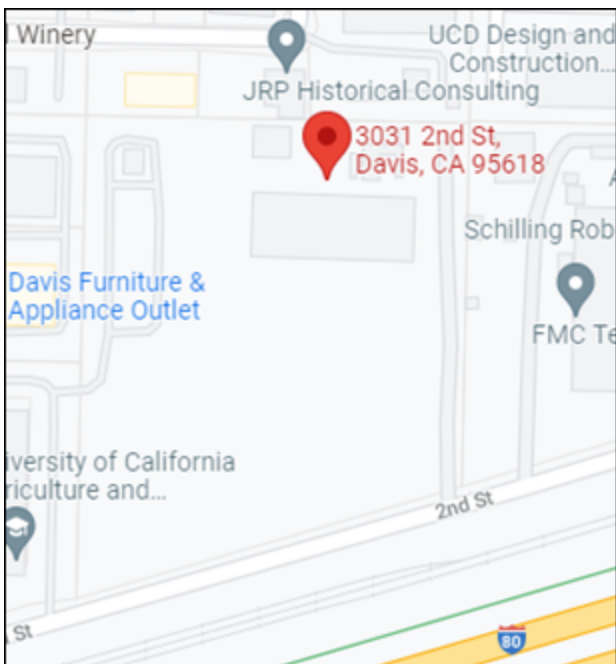 Winery
UCD Design and
Construction...
JRP Historical Consulting
3031 2nd St,
Davis, CA 95618
Schilling Rob
Davis Furniture &
Appliance Outlet
FMC Te
iversity of California
riculture and...
2nd St
St
80